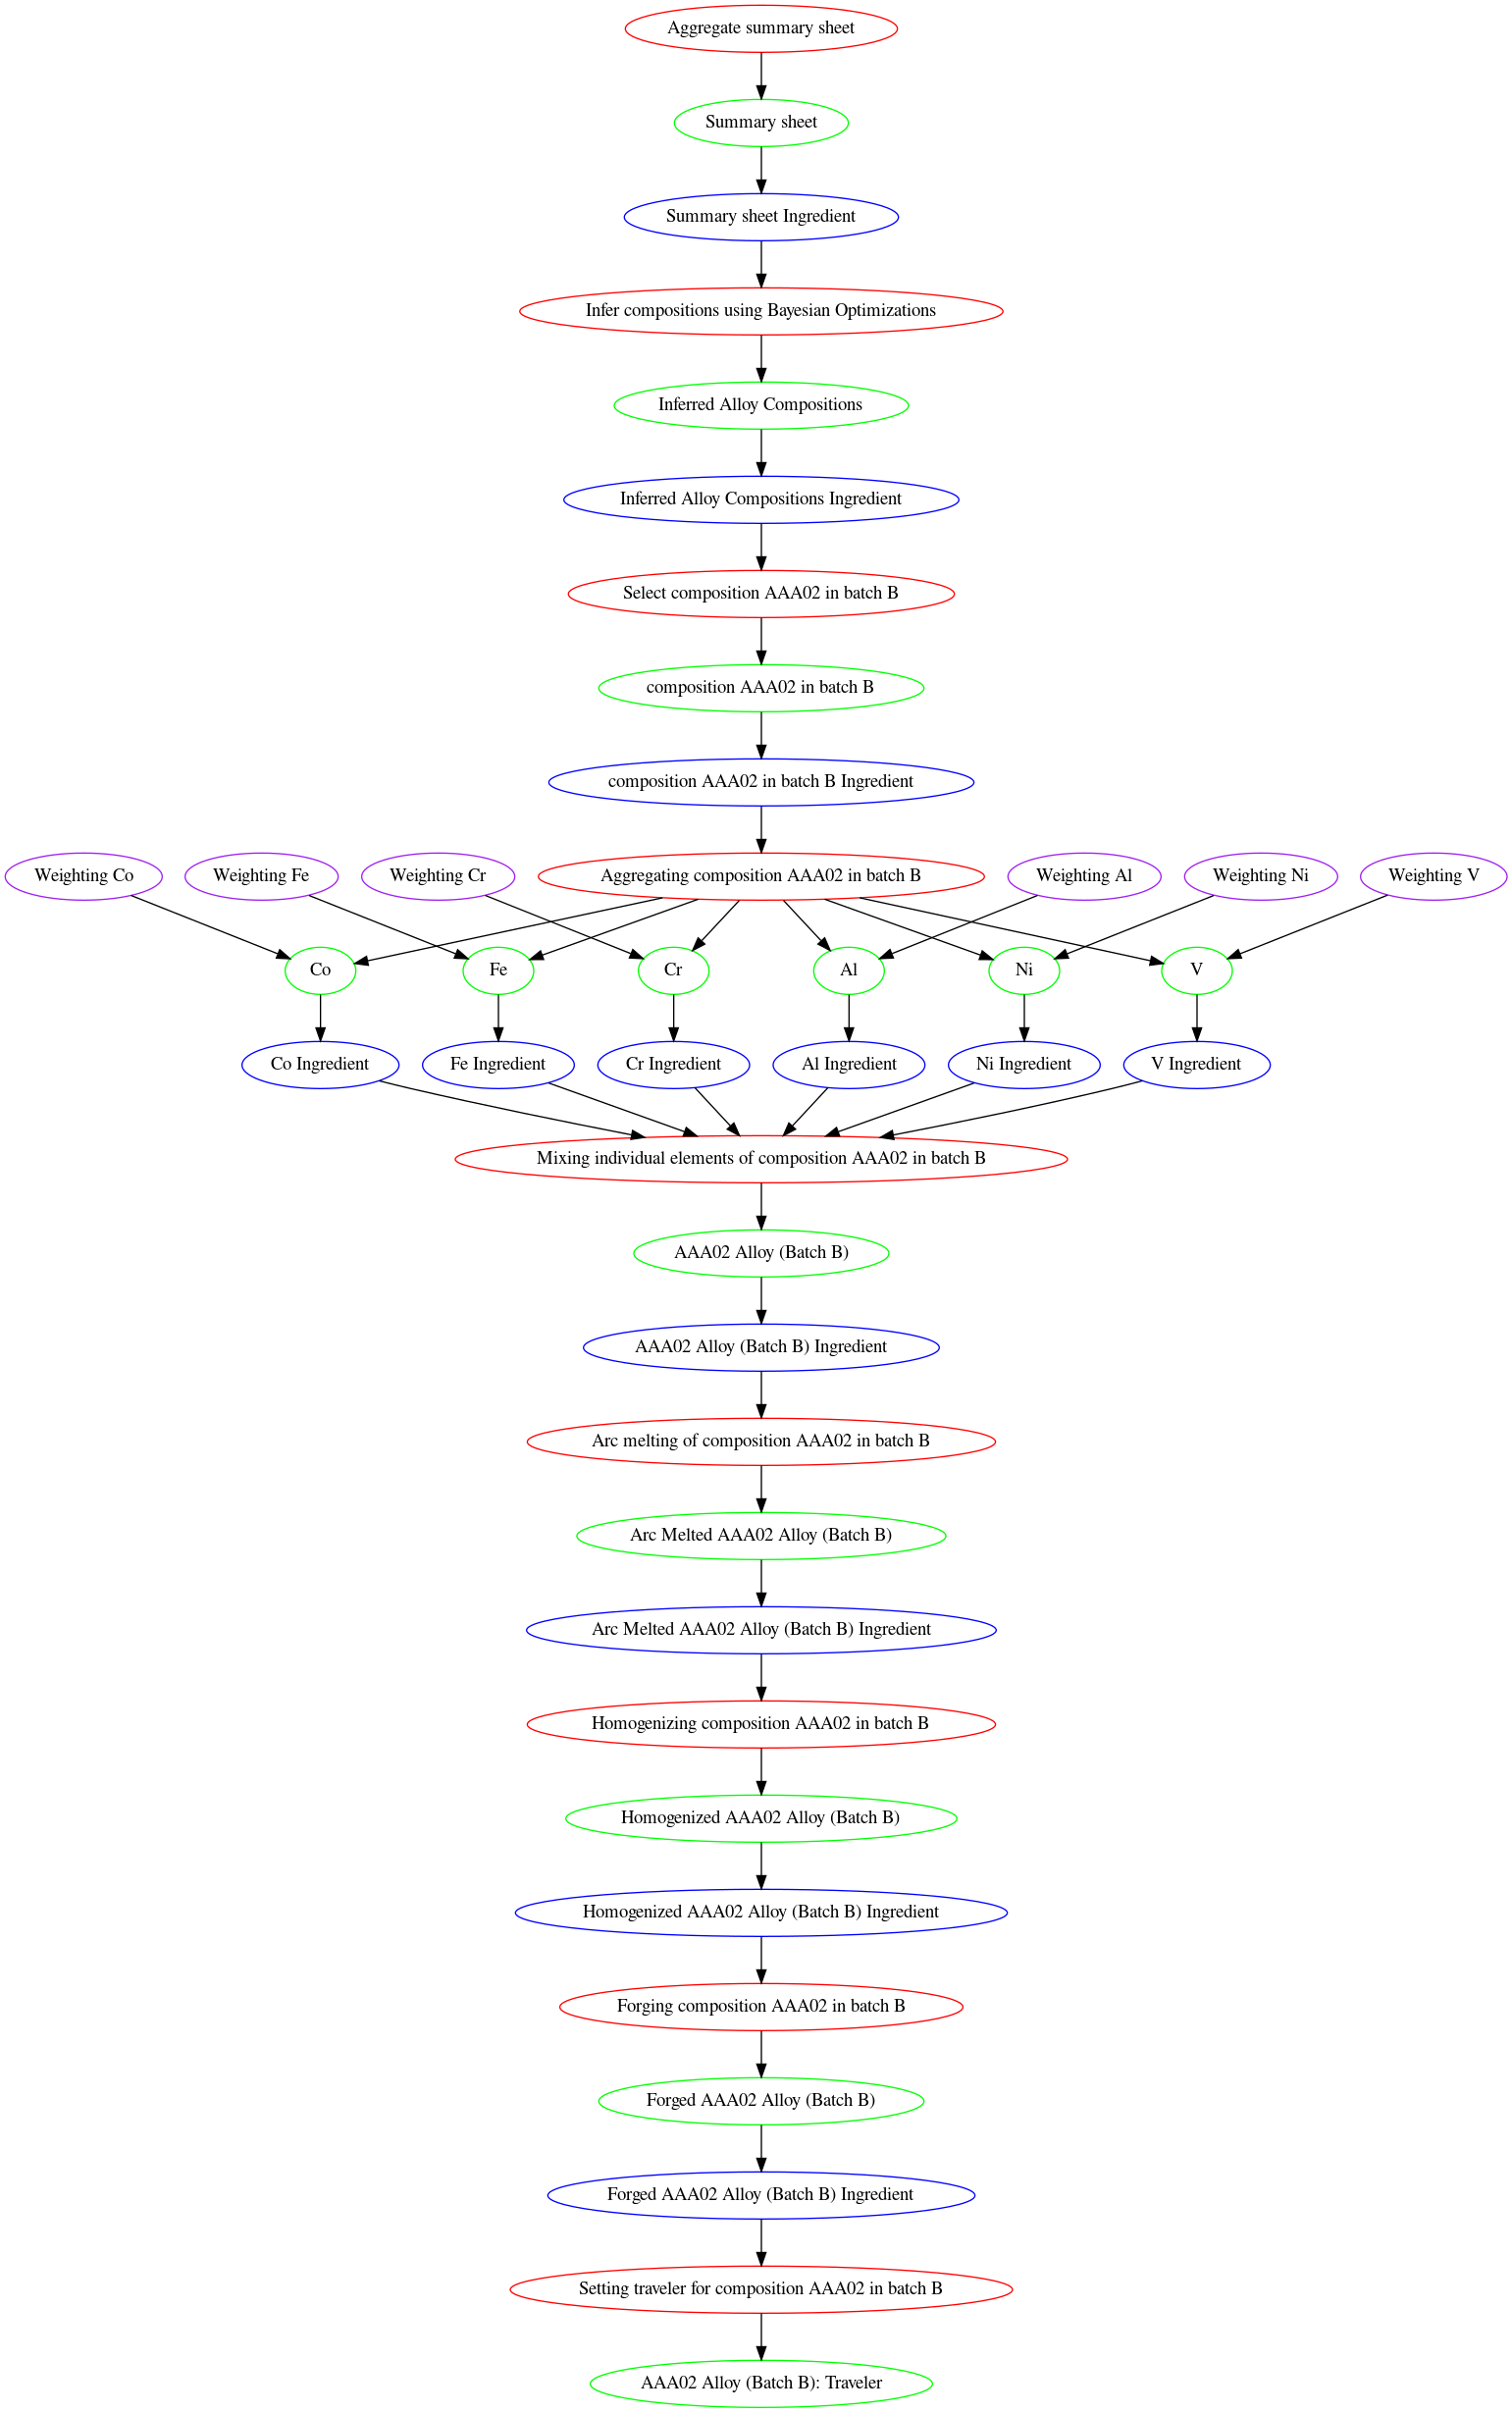 Aggregate summary sheet
Summary sheet
Summary sheet Ingredient
Infer compositions using Bayesian Optimizations
Inferred Alloy Compositions
Inferred Alloy Compositions Ingredient
Select composition AAA02 in batch B
composition AAA02 in batch B
composition AAA02 in batch B Ingredient
Weighting Co
Weighting Fe
Weighting Cr
Aggregating composition AAA02 in batch B
Weighting Al
Weighting Ni
Weighting V
Co
Fe
Cr
Al
Ni
V
Co Ingredient
Fe Ingredient
Cr Ingredient
Al Ingredient
Ni Ingredient
V Ingredient
Mixing individual elements of composition AAA02 in batch B
AAA02 Alloy (Batch B)
AAA02 Alloy (Batch B) Ingredient
Arc melting of composition AAA02 in batch B
Arc Melted AAA02 Alloy (Batch B)
Arc Melted AAA02 Alloy (Batch B) Ingredient
Homogenizing composition AAA02 in batch B
Homogenized AAA02 Alloy (Batch B)
Homogenized AAA02 Alloy (Batch B) Ingredient
Forging composition AAA02 in batch B
Forged AAA02 Alloy (Batch B)
Forged AAA02 Alloy (Batch B) Ingredient
Setting traveler for composition AAA02 in batch B
AAA02 Alloy (Batch B): Traveler